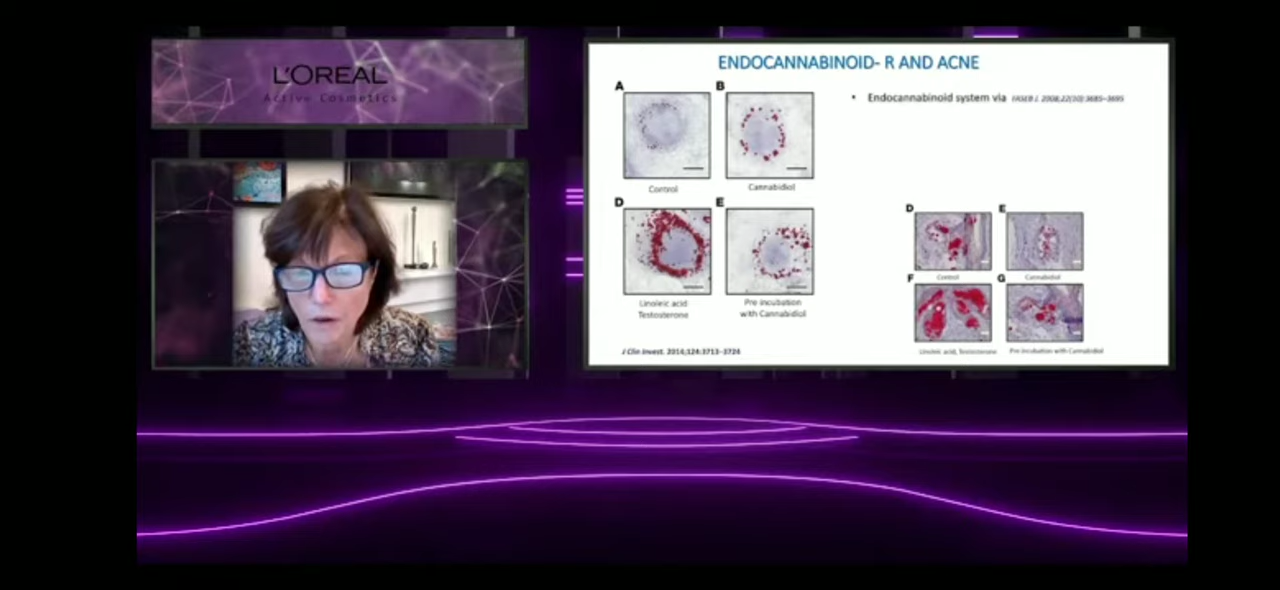 L'ORÉAL
Active Cosmetics
ENDOCANNABINOID- R AND ACNE
A
B
• Endocannabinoid system via FASEB J. 2008;22(10):3685–3695
Control
Cannabidiol
D
E
D
E
Control
Cannabidiol
F
G
Linoleic acid
Testosterone
Pre incubation
with Cannabidiol
Linoleic acid, Testosterone
Pre incubation with Cannabidiol
J Clin Invest. 2014;124:3713–3724